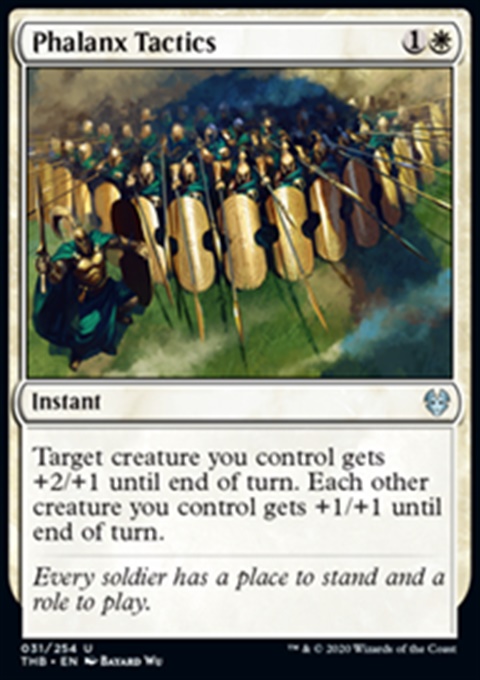 Phalanx Tactics 1
Instant
Target creature you control gets
+2/+1 until end of turn. Each other
creature you control gets +1/+1 until
end of turn.
Every soldier has a place to stand and a
role to play.
031/254 U
THB • EN Bayard Wu
™ & © 2020 Wizards of the Coast